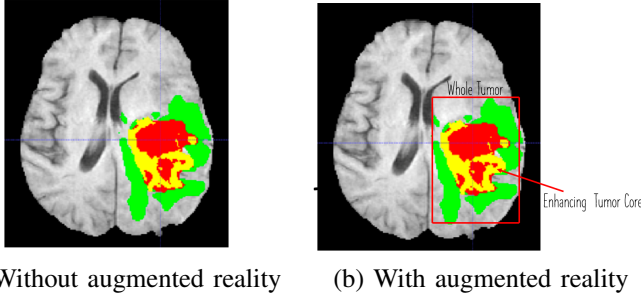 Whole Tumor
Enhancing Tumor Core
Without augmented reality
(b) With augmented reality